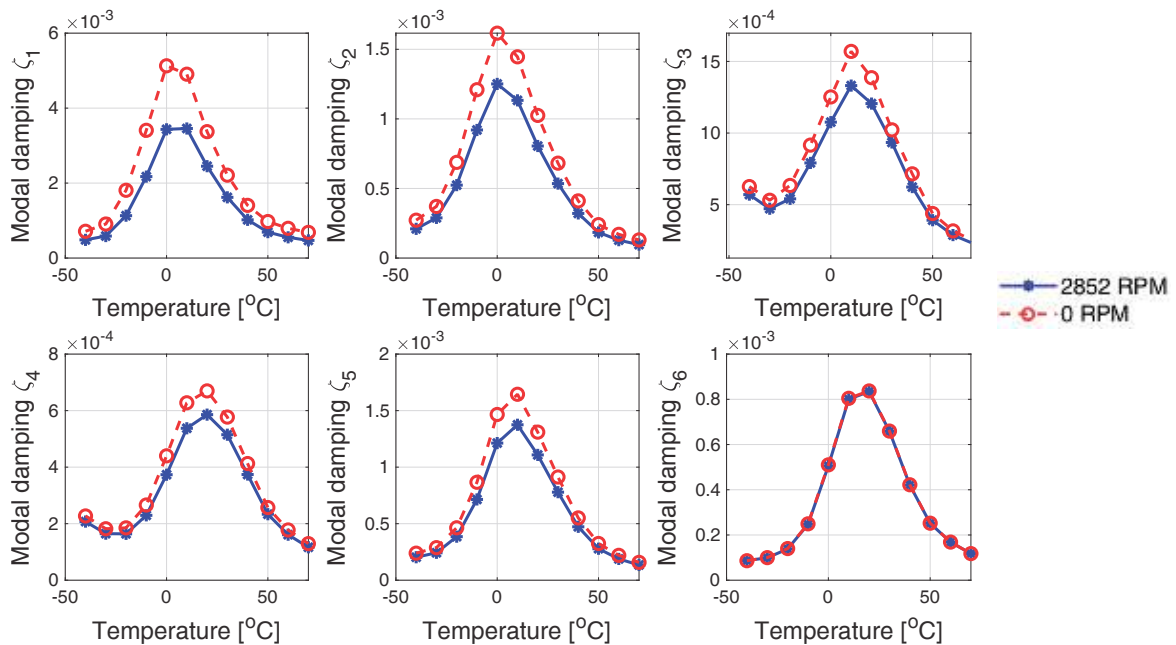 ×10⁻³
6
4
2
0
Modal damping ζ₁
-50 0 50
Temperature [°C]
×10⁻³
1.5
1
0.5
0
Modal damping ζ₂
-50 0 50
Temperature [°C]
×10⁻⁴
15
10
5
Modal damping ζ₃
-50 0 50
Temperature [°C]
2852 RPM
0 RPM
×10⁻⁴
8
6
4
2
0
Modal damping ζ₄
-50 0 50
Temperature [°C]
×10⁻³
2
1.5
1
0.5
0
Modal damping ζ₅
-50 0 50
Temperature [°C]
×10⁻³
1
0.8
0.6
0.4
0.2
0
Modal damping ζ₆
-50 0 50
Temperature [°C]